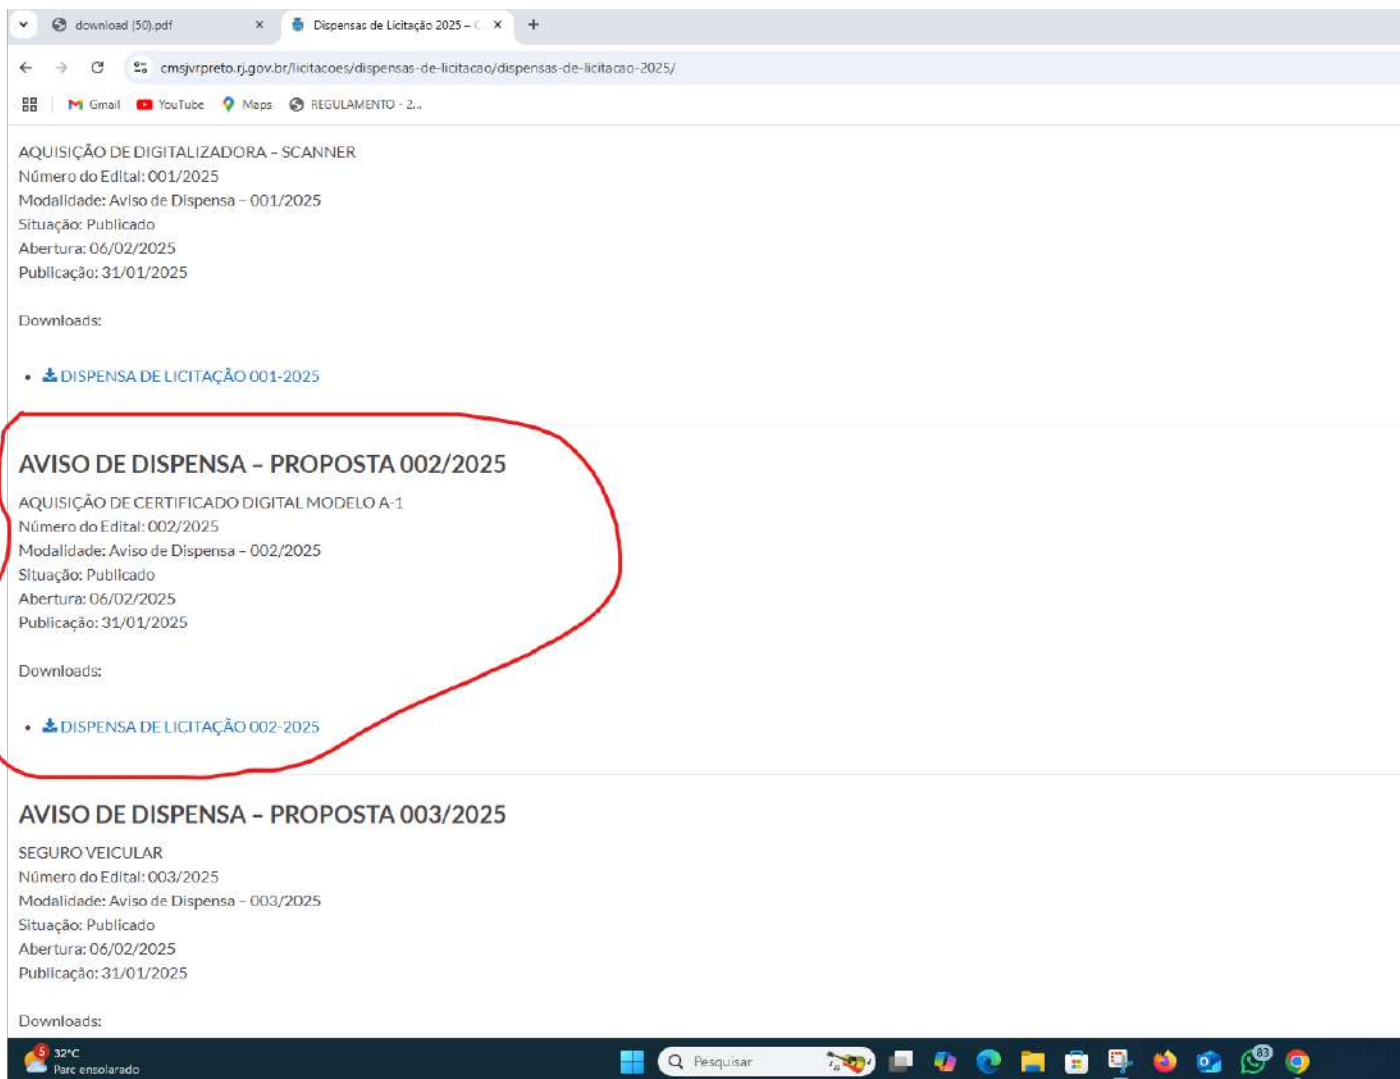 download (50).pdf
Dispensas de Licitação 2025 – C
cmsjvrpreto.rj.gov.br/licitacoes/dispensas-de-licitacao/dispensas-de-licitacao-2025/
Gmail YouTube Maps REGULAMENTO - 2...
AQUISIÇÃO DE DIGITALIZADORA – SCANNER
Número do Edital: 001/2025
Modalidade: Aviso de Dispensa – 001/2025
Situação: Publicado
Abertura: 06/02/2025
Publicação: 31/01/2025
Downloads:
• DISPENSA DE LICITAÇÃO 001-2025
AVISO DE DISPENSA – PROPOSTA 002/2025
AQUISIÇÃO DE CERTIFICADO DIGITAL MODELO A-1
Número do Edital: 002/2025
Modalidade: Aviso de Dispensa – 002/2025
Situação: Publicado
Abertura: 06/02/2025
Publicação: 31/01/2025
Downloads:
• DISPENSA DE LICITAÇÃO 002-2025
AVISO DE DISPENSA – PROPOSTA 003/2025
SEGURO VEICULAR
Número do Edital: 003/2025
Modalidade: Aviso de Dispensa – 003/2025
Situação: Publicado
Abertura: 06/02/2025
Publicação: 31/01/2025
Downloads:
5
32°C
Parc ensolarado
Pesquisar
83